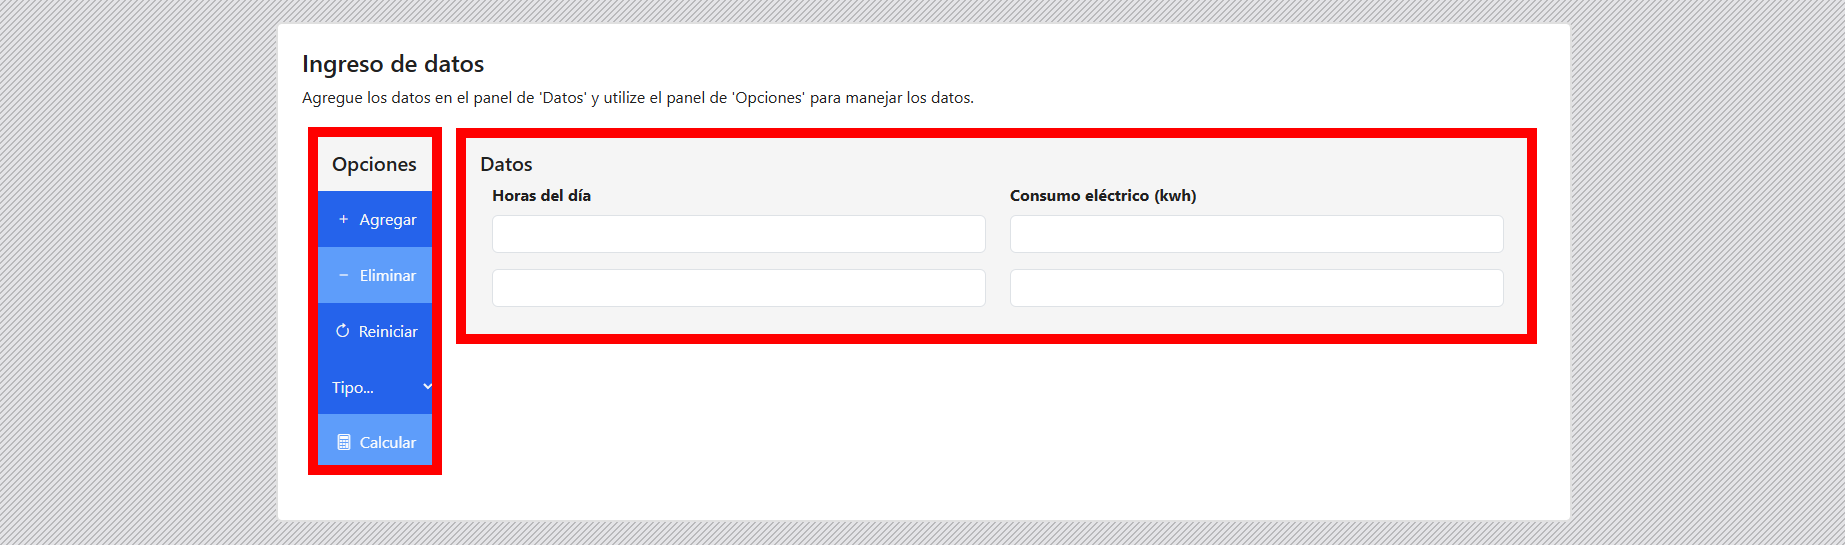 Ingreso de datos
Agregue los datos en el panel de 'Datos' y utilize el panel de 'Opciones' para manejar los datos.
Opciones
+ Agregar
− Eliminar
Reiniciar
Tipo...
Calcular
Datos
Horas del día
Consumo eléctrico (kwh)